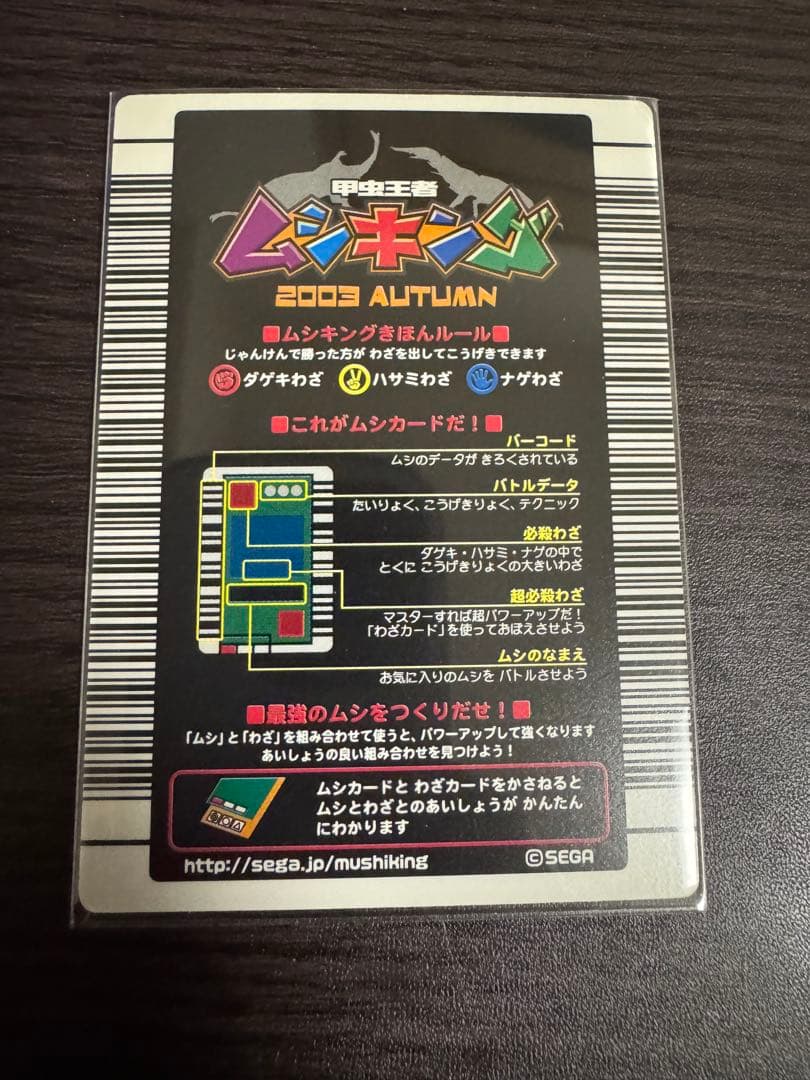 甲虫王者
ムシキング
2003 AUTUMN
■ムシキングきほんルール■
じゃんけんで勝った方が わざを出してこうげきできます
ダゲキわざ ハサミわざ ナゲわざ
■これがムシカードだ！■
バーコード
ムシのデータが きろくされている
バトルデータ
たいりょく、こうげきりょく、テクニック
必殺わざ
ダゲキ・ハサミ・ナゲの中で
とくに こうげきりょくの大きいわざ
超必殺わざ
マスターすれば超パワーアップだ！
「わざカード」を使っておぼえさせよう
ムシのなまえ
お気に入りのムシを バトルさせよう
■最強のムシをつくりだせ！■
「ムシ」と「わざ」を組み合わせて使うと、パワーアップして強くなります
あいしょうの良い組み合わせを見つけよう！
ムシカードと わざカードをかさねると
ムシとわざとのあいしょうが かんたん
にわかります
http://sega.jp/mushiking
©SEGA